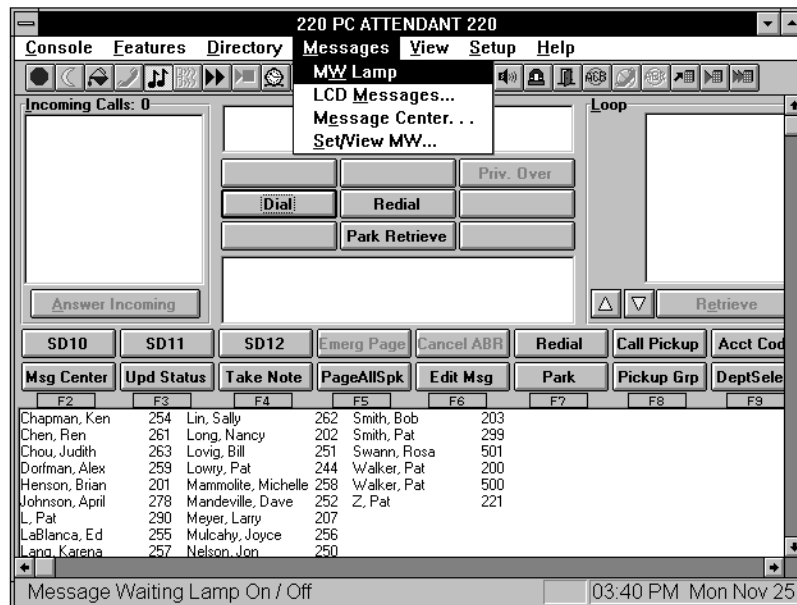 220 PC ATTENDANT 220
Console Features Directory Messages View Setup Help
MW Lamp
LCD Messages...
Message Center. . .
Set/View MW...
ACB
Incoming Calls: 0
Loop
Priv. Over
Dial Redial
Park Retrieve
Answer Incoming
Retrieve
SD10 SD11 SD12 Emerg Page Cancel ABR Redial Call Pickup Acct Cod
Msg Center Upd Status Take Note PageAllSpk Edit Msg Park Pickup Grp DeptSele
F2 F3 F4 F5 F6 F7 F8 F9
Chapman, Ken 254 Lin, Sally 262 Smith, Bob 203
Chen, Ren 261 Long, Nancy 202 Smith, Pat 299
Chou, Judith 263 Lovig, Bill 251 Swann, Rosa 501
Dorfman, Alex 259 Lowry, Pat 244 Walker, Pat 200
Henson, Brian 201 Mammolite, Michelle 258 Walker, Pat 500
Johnson, April 278 Mandeville, Dave 252 Z, Pat 221
L, Pat 290 Meyer, Larry 207
LaBlanca, Ed 255 Mulcahy, Joyce 256
Lang, Karena 257 Nelson, Jon 250
Message Waiting Lamp On / Off 03:40 PM Mon Nov 25